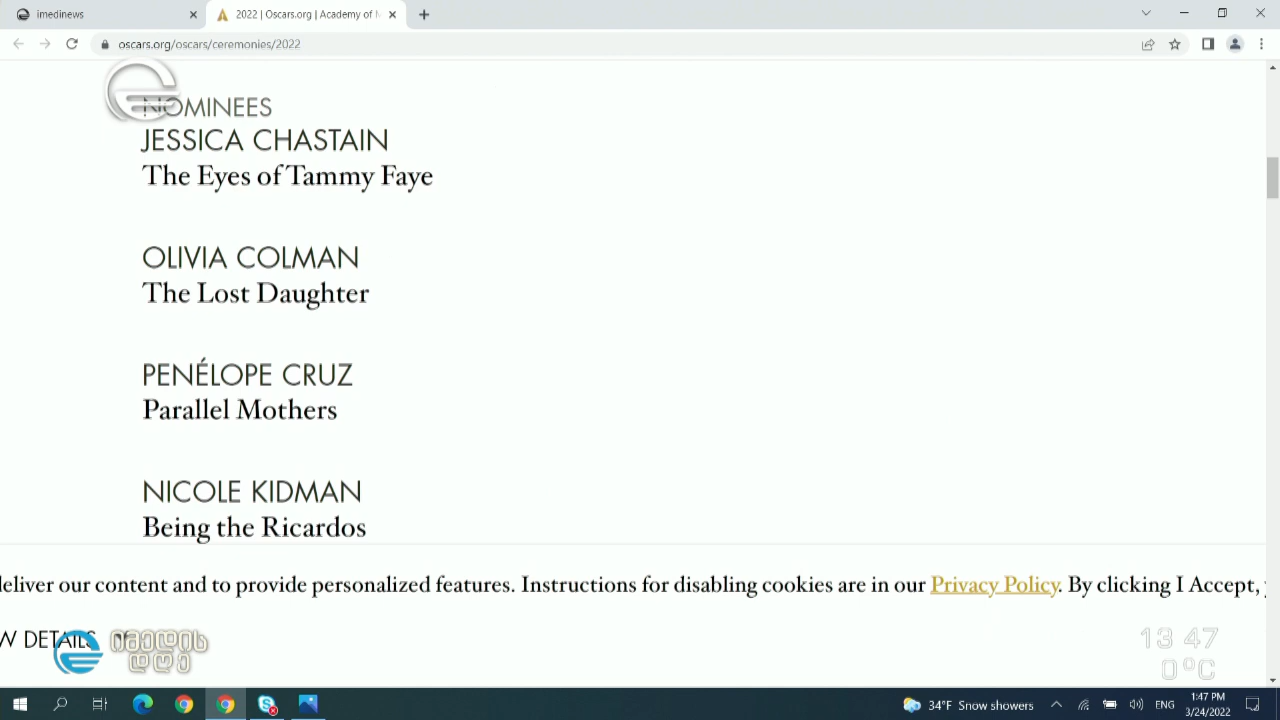 imedinews
2022 | Oscars.org | Academy of M
oscars.org/oscars/ceremonies/2022
NOMINEES
JESSICA CHASTAIN
The Eyes of Tammy Faye
OLIVIA COLMAN
The Lost Daughter
PENÉLOPE CRUZ
Parallel Mothers
NICOLE KIDMAN
Being the Ricardos
deliver our content and to provide personalized features. Instructions for disabling cookies are in our Privacy Policy. By clicking I Accept,
W DETAILS
იმედის
დღე
13 47
0°C
34°F Snow showers
ENG
1:47 PM
3/24/2022